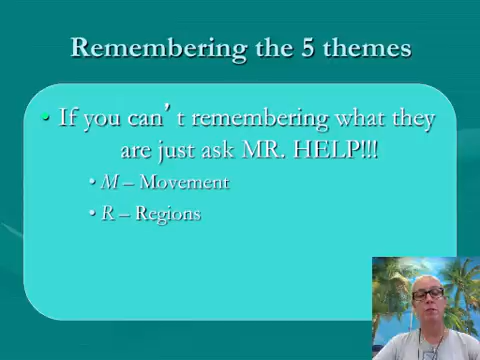 Remembering the 5 themes
• If you can’t remembering what they
are just ask MR. HELP!!!
• M – Movement
• R – Regions